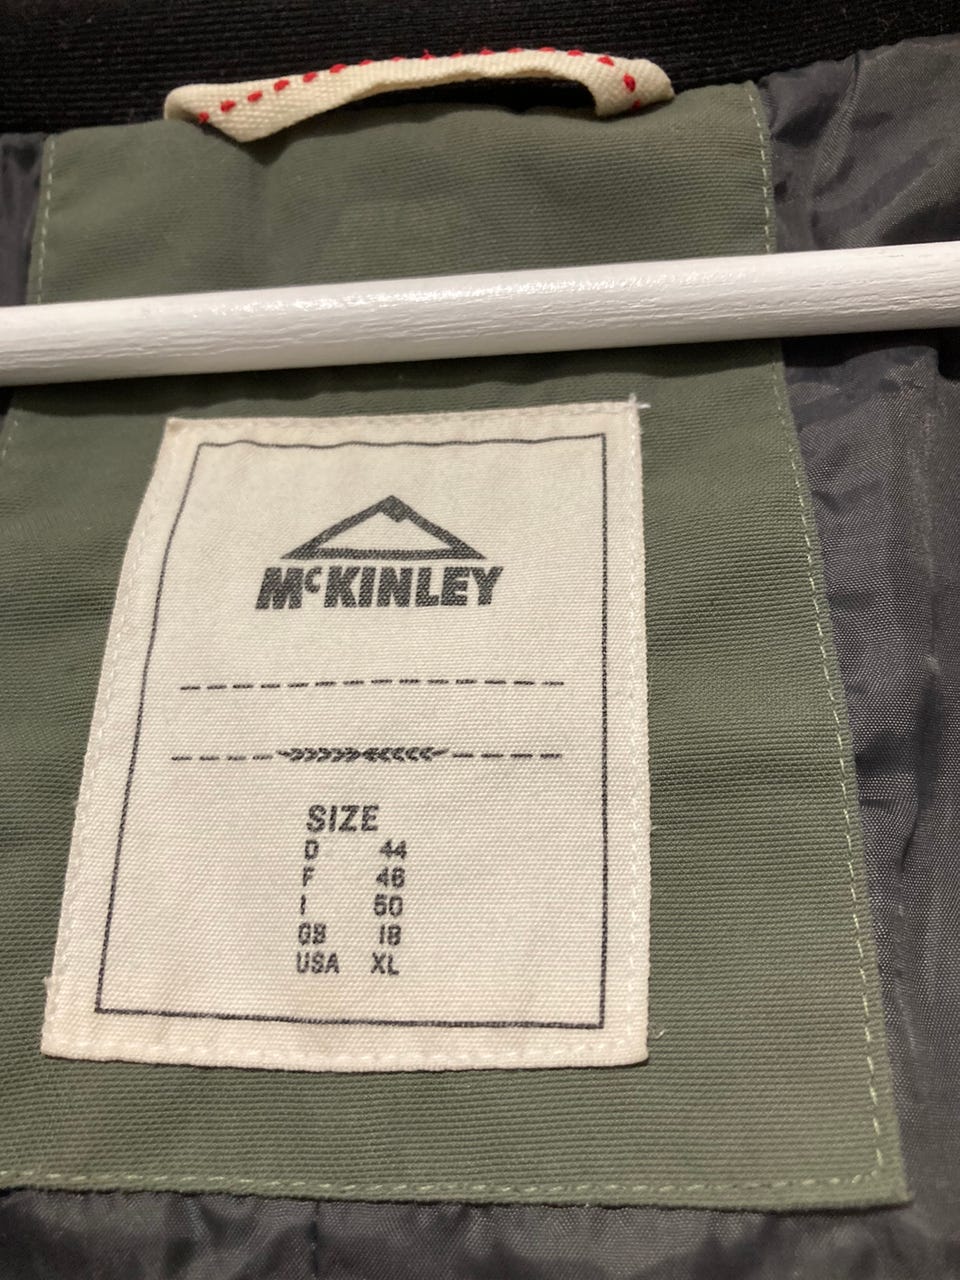 McKINLEY
SIZE
D 44
F 46
I 50
GB 18
USA XL